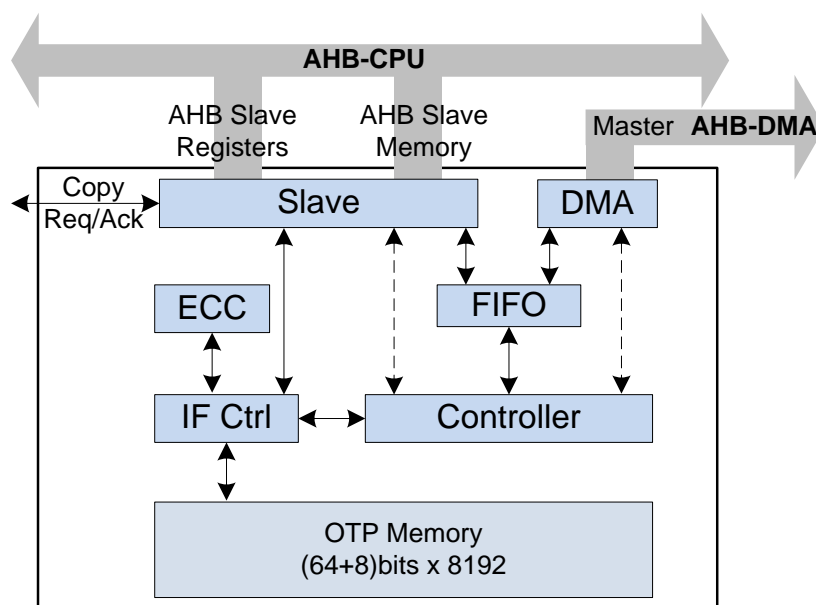 AHB-CPU
AHB Slave
Registers
AHB Slave
Memory
Master AHB-DMA
Copy
Req/Ack
Slave
DMA
ECC
FIFO
IF Ctrl
Controller
OTP Memory
(64+8)bits x 8192